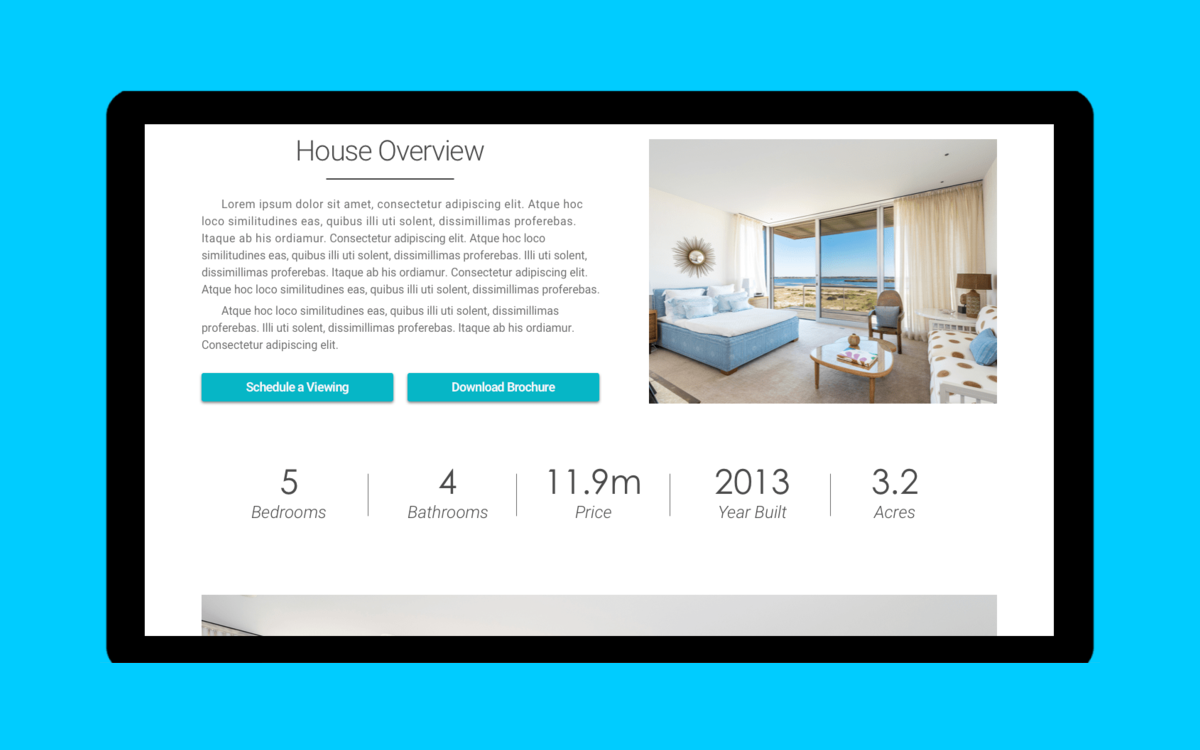 House Overview
Lorem ipsum dolor sit amet, consectetur adipiscing elit. Atque hoc
loco similitudines eas, quibus illi uti solent, dissimillimas proferebas.
Itaque ab his ordiamur. Consectetur adipiscing elit. Atque hoc loco
similitudines eas, quibus illi uti solent, dissimillimas proferebas. Illi uti solent,
dissimillimas proferebas. Itaque ab his ordiamur. Consectetur adipiscing elit.
Atque hoc loco similitudines eas, quibus illi uti solent, dissimillimas proferebas.
Atque hoc loco similitudines eas, quibus illi uti solent, dissimillimas
proferebas. Illi uti solent, dissimillimas proferebas. Itaque ab his ordiamur.
Consectetur adipiscing elit.
Schedule a Viewing
Download Brochure
5
Bedrooms
4
Bathrooms
11.9m
Price
2013
Year Built
3.2
Acres